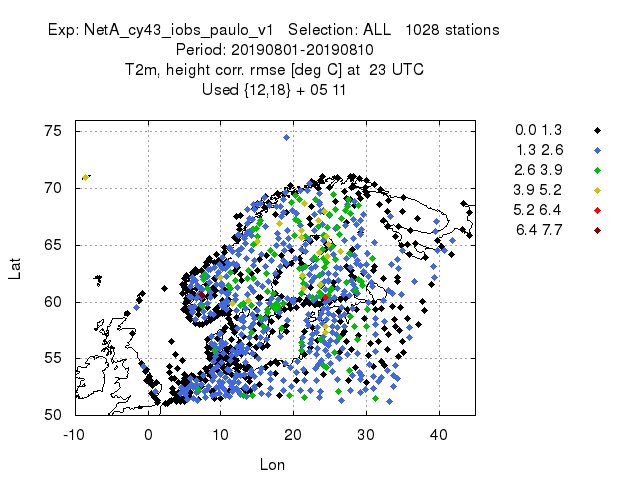 Exp: NetA_cy43_iobs_paulo_v1 Selection: ALL 1028 stations
Period: 20190801-20190810
T2m, height corr. rmse [deg C] at 23 UTC
Used {12,18} + 05 11
75
70
65
60
55
50
Lat
-10 0 10 20 30 40
Lon
0.0 1.3
1.3 2.6
2.6 3.9
3.9 5.2
5.2 6.4
6.4 7.7